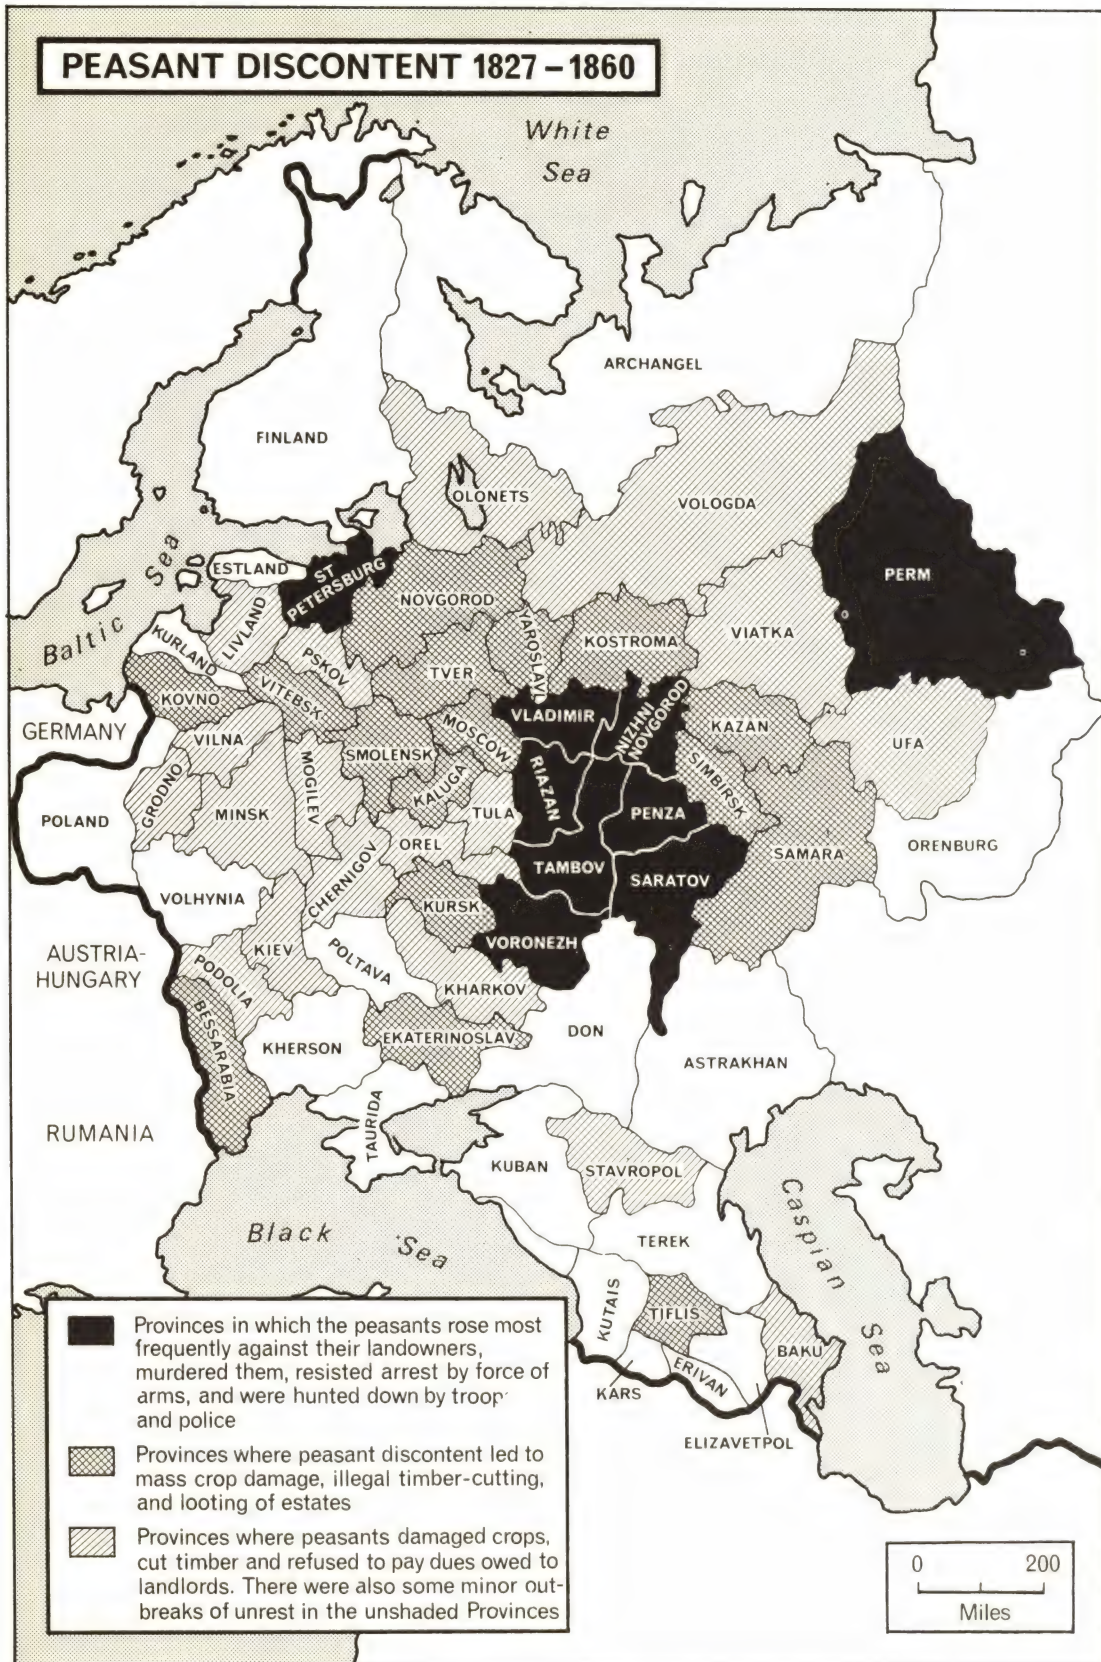 PEASANT DISCONTENT 1827–1860
White
Sea
ARCHANGEL
FINLAND
OLONETS
VOLOGDA
Baltic Sea
ESTLAND
ST
PETERSBURG
PERM
NOVGOROD
LIVLAND
KURLAND
PSKOV
YAROSLAVL
KOSTROMA
VIATKA
TVER
KOVNO
VITEBSK
GERMANY
VLADIMIR
NIZHNI
NOVGOROD
KAZAN
UFA
VILNA
MOSCOW
SMOLENSK
MOGILEV
KALUGA
RIAZAN
SIMBIRSK
GRODNO
POLAND
MINSK
TULA
PENZA
OREL
SAMARA
ORENBURG
TAMBOV
SARATOV
VOLHYNIA
CHERNIGOV
KURSK
VORONEZH
AUSTRIA-
HUNGARY
KIEV
POLTAVA
PODOLIA
KHARKOV
BESSARABIA
KHERSON
EKATERINOSLAV
DON
ASTRAKHAN
RUMANIA
TAURIDA
KUBAN
STAVROPOL
Caspian Sea
Black Sea
TEREK
KUTAIS
TIFLIS
BAKU
KARS
ERIVAN
ELIZAVETPOL
Provinces in which the peasants rose most
frequently against their landowners,
murdered them, resisted arrest by force of
arms, and were hunted down by troop
and police
Provinces where peasant discontent led to
mass crop damage, illegal timber-cutting,
and looting of estates
Provinces where peasants damaged crops,
cut timber and refused to pay dues owed to
landlords. There were also some minor out-
breaks of unrest in the unshaded Provinces
0 200
Miles